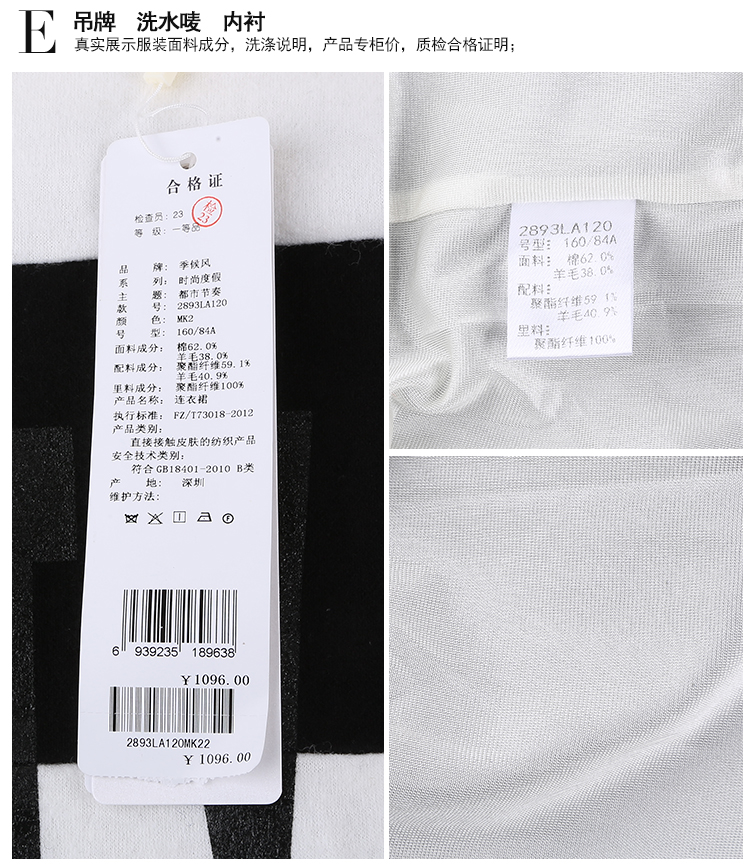 E 吊牌 洗水唛 内衬
真实展示服装面料成分，洗涤说明，产品专柜价，质检合格证明；
合格证
检查员：23
检23
等 级：一等品
品 牌：季候风
系 列：时尚度假
主 题：都市节奏
款 号：2893LA120
颜 色：MK2
号 型：160/84A
面料成分：棉62.0%
羊毛38.0%
配料成分：聚酯纤维59.1%
羊毛40.9%
里料成分：聚酯纤维100%
产品名称：连衣裙
执行标准：FZ/T73018-2012
产品类别：
直接接触皮肤的纺织产品
安全技术类别：
符合GB18401-2010 B类
产 地：深圳
维护方法：
6 939235 189638
¥1096.00
2893LA120MK22
¥1096.00
2893LA120
号型：160/84A
面料：棉62.0%
羊毛38.0%
配料：
聚酯纤维59.1%
羊毛40.9%
里料：
聚酯纤维100%